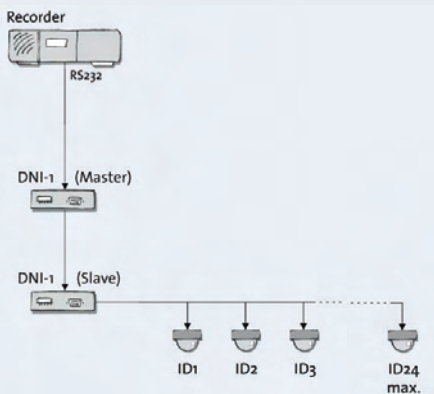 Recorder
RS232
DNI-1 (Master)
DNI-1 (Slave)
ID1 ID2 ID3 ID24
max.